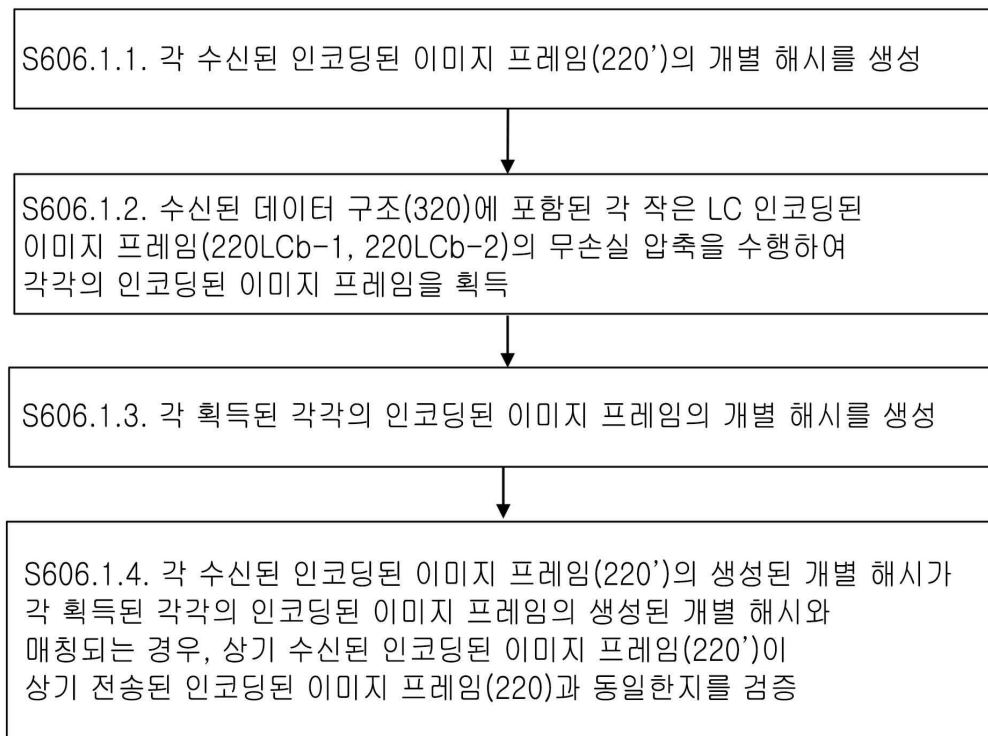 S606.1.1. 각 수신된 인코딩된 이미지 프레임(220')의 개별 해시를 생성
S606.1.2. 수신된 데이터 구조(320)에 포함된 각 작은 LC 인코딩된
이미지 프레임(220LCb-1, 220LCb-2)의 무손실 압축을 수행하여
각각의 인코딩된 이미지 프레임을 획득
S606.1.3. 각 획득된 각각의 인코딩된 이미지 프레임의 개별 해시를 생성
S606.1.4. 각 수신된 인코딩된 이미지 프레임(220')의 생성된 개별 해시가
각 획득된 각각의 인코딩된 이미지 프레임의 생성된 개별 해시와
매칭되는 경우, 상기 수신된 인코딩된 이미지 프레임(220')이
상기 전송된 인코딩된 이미지 프레임(220)과 동일한지를 검증